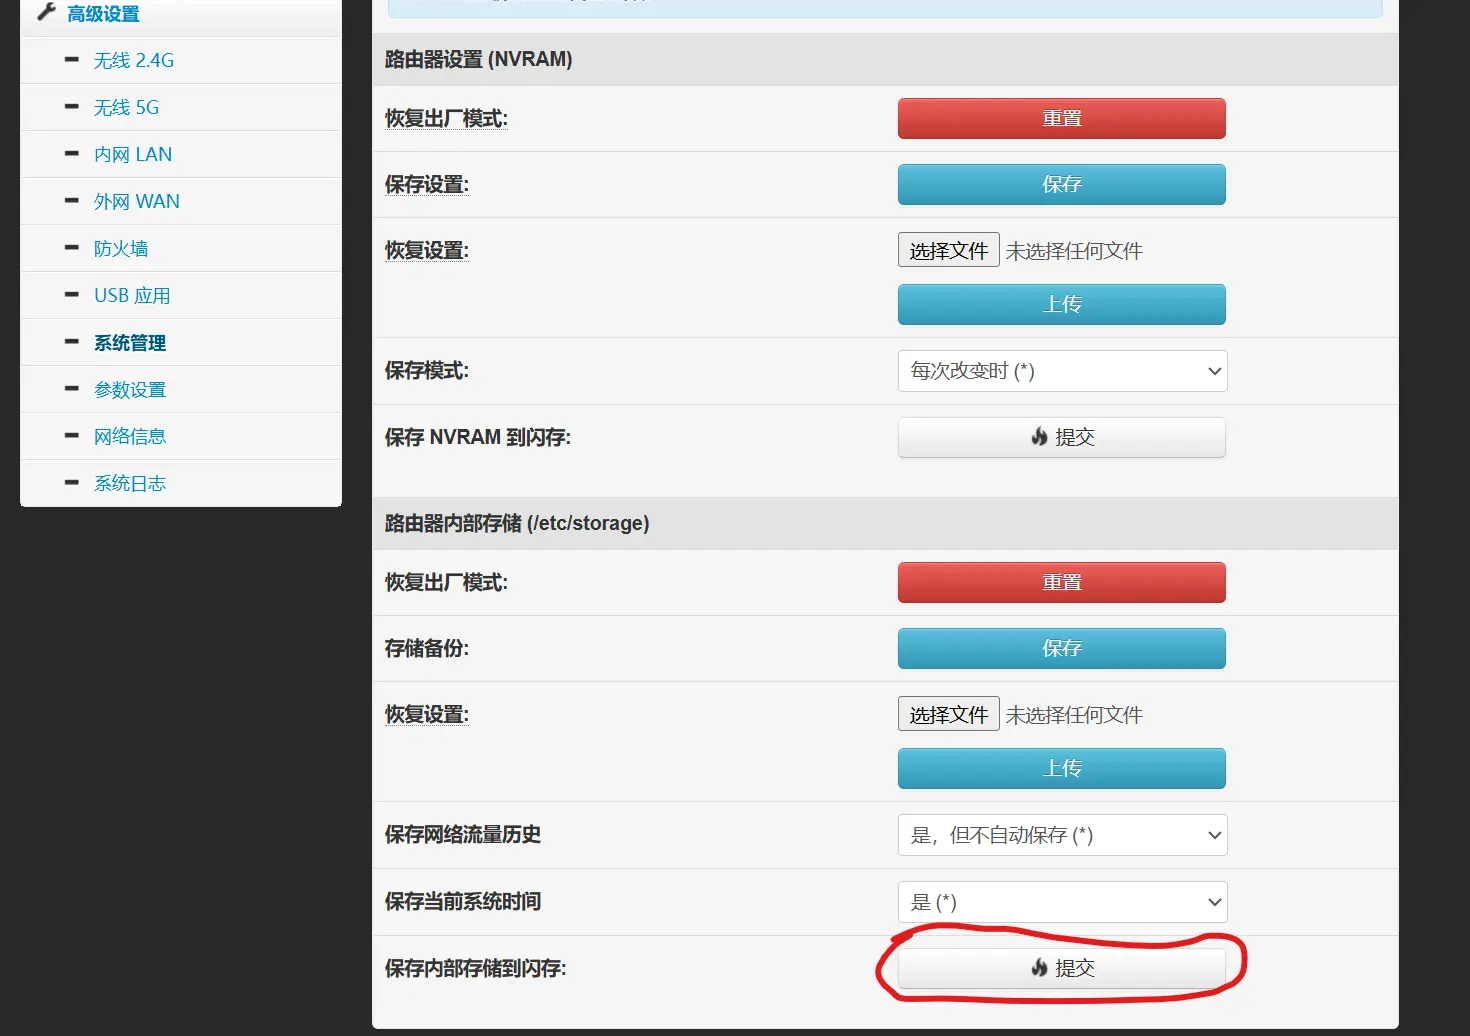 高级设置
无线 2.4G
无线 5G
内网 LAN
外网 WAN
防火墙
USB 应用
系统管理
参数设置
网络信息
系统日志
路由器设置 (NVRAM)
恢复出厂模式: 重置
保存设置: 保存
恢复设置: 选择文件 未选择任何文件
上传
保存模式: 每次改变时 (*)
保存 NVRAM 到闪存: 提交
路由器内部存储 (/etc/storage)
恢复出厂模式: 重置
存储备份: 保存
恢复设置: 选择文件 未选择任何文件
上传
保存网络流量历史 是，但不自动保存 (*)
保存当前系统时间 是 (*)
保存内部存储到闪存: 提交